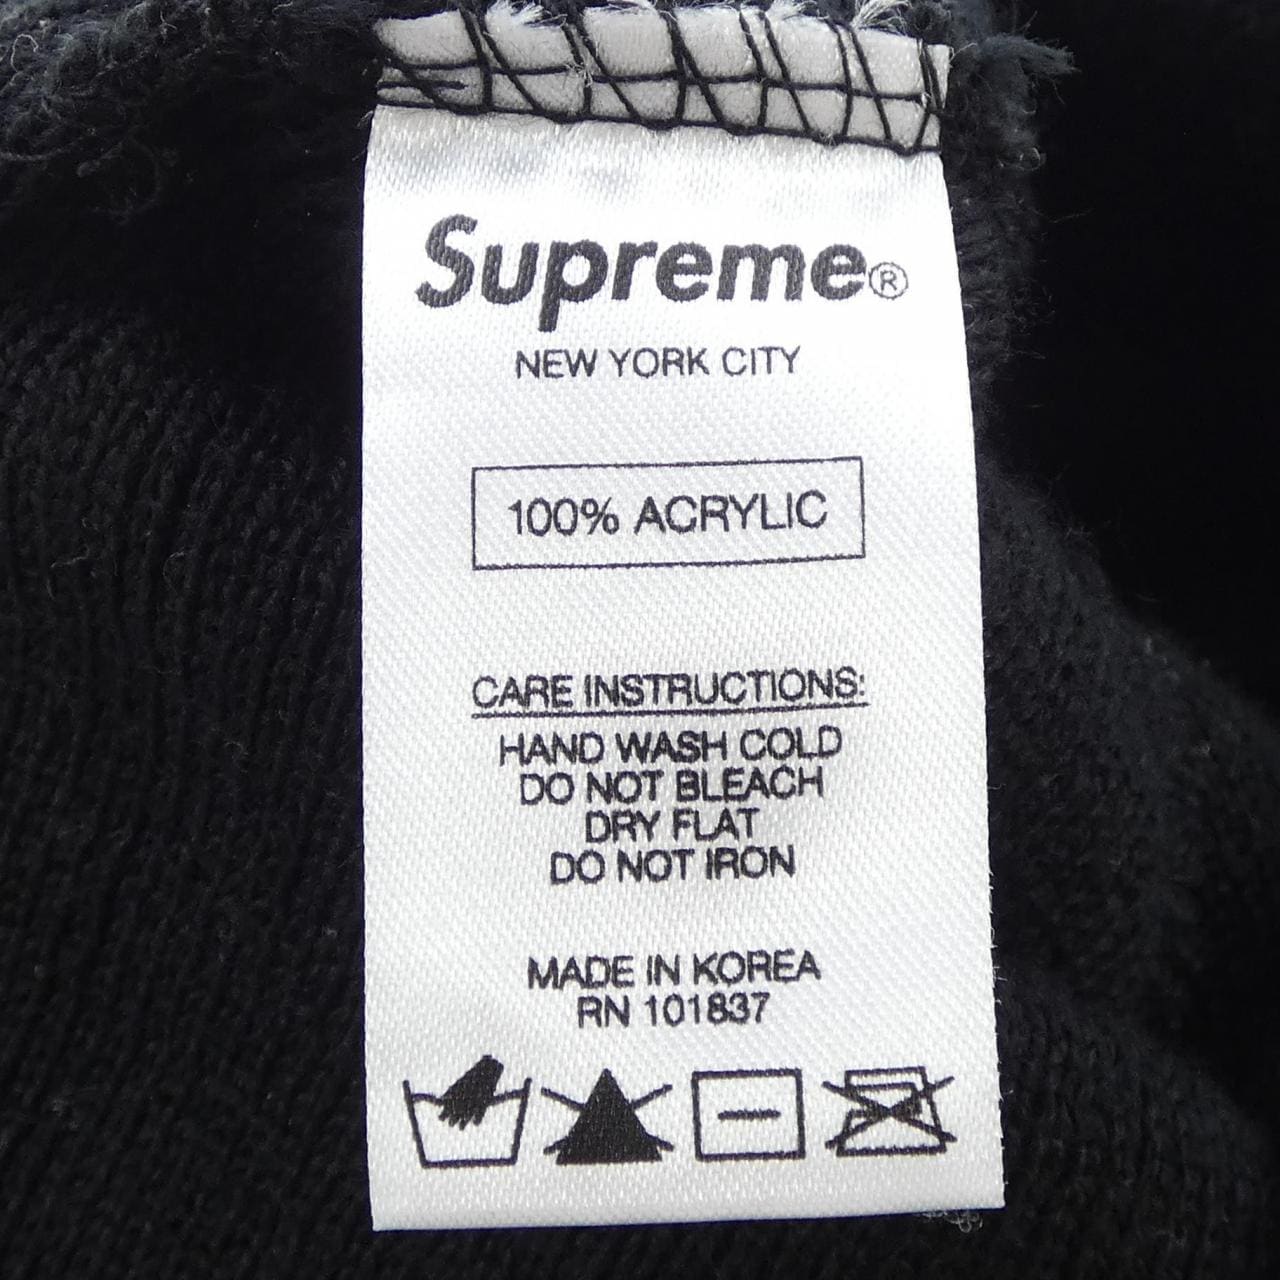 Supreme®
NEW YORK CITY
100% ACRYLIC
CARE INSTRUCTIONS:
HAND WASH COLD
DO NOT BLEACH
DRY FLAT
DO NOT IRON
MADE IN KOREA
RN 101837